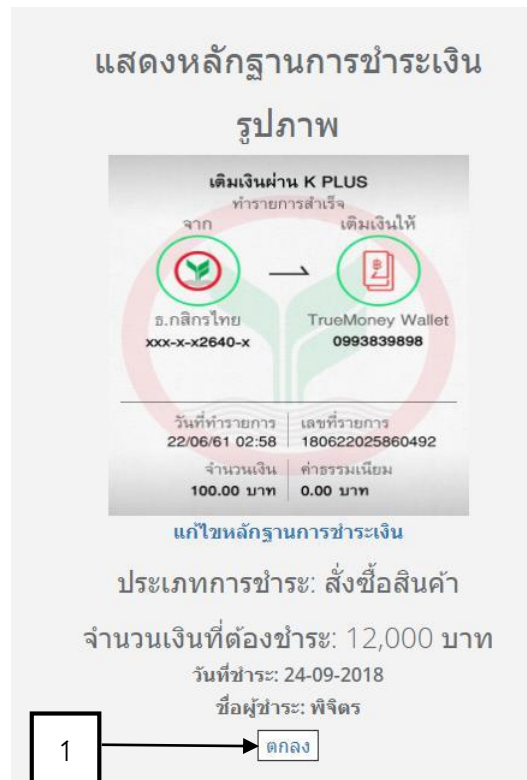 แสดงหลักฐานการชำระเงิน
รูปภาพ
เติมเงินผ่าน K PLUS
ทำรายการสำเร็จ
จาก เติมเงินให้
ธ.กสิกรไทย TrueMoney Wallet
xxx-x-x2640-x 0993839898
วันที่ทำรายการ เลขที่รายการ
22/06/61 02:58 180622025860492
จำนวนเงิน ค่าธรรมเนียม
100.00 บาท 0.00 บาท
แก้ไขหลักฐานการชำระเงิน
ประเภทการชำระ: สั่งซื้อสินค้า
จำนวนเงินที่ต้องชำระ: 12,000 บาท
วันที่ชำระ: 24-09-2018
ชื่อผู้ชำระ: พิจิตร
1 ตกลง